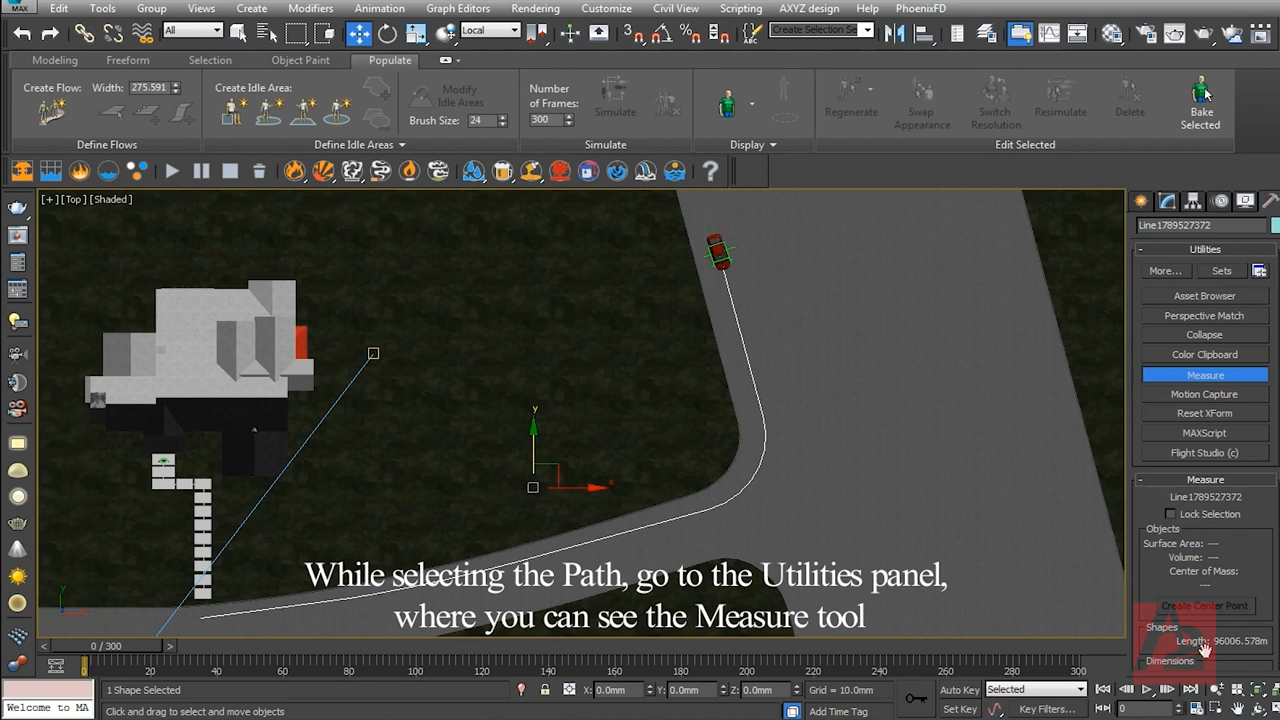 MAX
Edit Tools Group Views Create Modifiers Animation Graph Editors Rendering Customize Civil View Scripting AXYZ design Help PhoenixFD
All
Local
Create Selection Se
Modeling Freeform Selection Object Paint Populate
Create Flow: Width: 275.591
Create Idle Area:
Modify
Idle Areas
Brush Size: 24
Number
of Frames:
300
Simulate
Regenerate
Swap
Appearance
Switch
Resolution
Resimulate
Delete
Bake
Selected
Define Flows
Define Idle Areas
Simulate
Display
Edit Selected
[+][Top][Shaded]
y
x
While selecting the Path, go to the Utilities panel,
where you can see the Measure tool
Line1789527372
Utilities
More...
Sets
Asset Browser
Perspective Match
Collapse
Color Clipboard
Measure
Motion Capture
Reset XForm
MAXScript
Flight Studio (c)
Measure
Line1789527372
Lock Selection
Objects
Surface Area: ---
Volume: ---
Center of Mass:
---
Create Center Point
Shapes
Length: 96006.578m
Dimensions
< 0 / 300 >
0 20 40 60 80 100 120 140 160 180 200 220 240 260 280 300
1 Shape Selected
X: 0.0mm Y: 0.0mm Z: 0.0mm Grid = 10.0mm
Auto Key Selected
Welcome to MA
Click and drag to select and move objects
Add Time Tag
Set Key Key Filters...
0